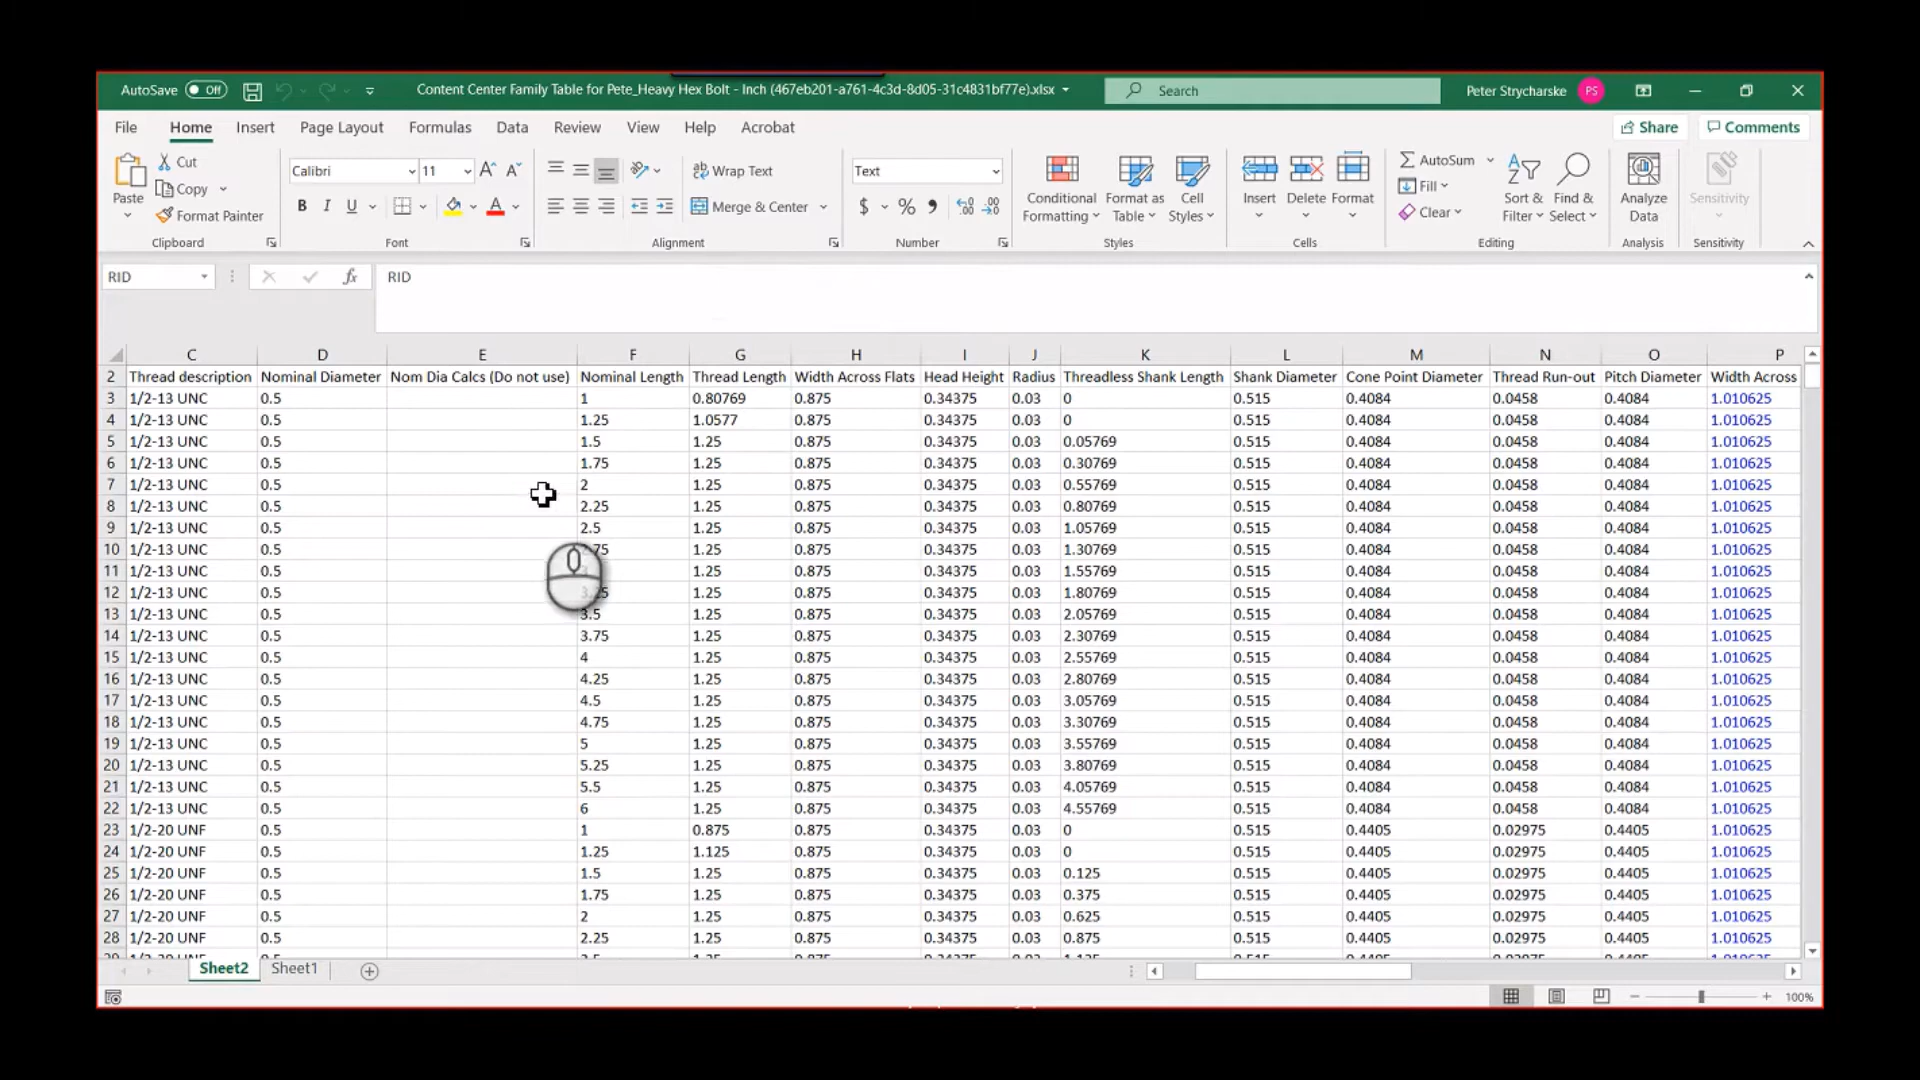 AutoSave Off Content Center Family Table for Pete_Heavy Hex Bolt - Inch (467eb201-a761-4c3d-8d05-31c4831bf77e).xlsx Search Peter Strycharske PS
File Home Insert Page Layout Formulas Data Review View Help Acrobat Share Comments
Paste Cut Copy Format Painter Clipboard
Calibri 11 B I U A Font
Wrap Text Merge & Center Alignment
Text $ % Number
Conditional Formatting Format as Table Cell Styles Styles
Insert Delete Format Cells
AutoSum Fill Clear Sort & Filter Find & Select Editing
Analyze Data Analysis
Sensitivity Sensitivity
RID fx RID
C D E F G H I J K L M N O P
2 Thread description Nominal Diameter Nom Dia Calcs (Do not use) Nominal Length Thread Length Width Across Flats Head Height Radius Threadless Shank Length Shank Diameter Cone Point Diameter Thread Run-out Pitch Diameter Width Across
3 1/2-13 UNC 0.5 1 0.80769 0.875 0.34375 0.03 0 0.515 0.4084 0.0458 0.4084 1.010625
4 1/2-13 UNC 0.5 1.25 1.0577 0.875 0.34375 0.03 0 0.515 0.4084 0.0458 0.4084 1.010625
5 1/2-13 UNC 0.5 1.5 1.25 0.875 0.34375 0.03 0.05769 0.515 0.4084 0.0458 0.4084 1.010625
6 1/2-13 UNC 0.5 1.75 1.25 0.875 0.34375 0.03 0.30769 0.515 0.4084 0.0458 0.4084 1.010625
7 1/2-13 UNC 0.5 2 1.25 0.875 0.34375 0.03 0.55769 0.515 0.4084 0.0458 0.4084 1.010625
8 1/2-13 UNC 0.5 2.25 1.25 0.875 0.34375 0.03 0.80769 0.515 0.4084 0.0458 0.4084 1.010625
9 1/2-13 UNC 0.5 2.5 1.25 0.875 0.34375 0.03 1.05769 0.515 0.4084 0.0458 0.4084 1.010625
10 1/2-13 UNC 0.5 1.25 0.875 0.34375 0.03 1.30769 0.515 0.4084 0.0458 0.4084 1.010625
11 1/2-13 UNC 0.5 1.25 0.875 0.34375 0.03 1.55769 0.515 0.4084 0.0458 0.4084 1.010625
12 1/2-13 UNC 0.5 1.25 0.875 0.34375 0.03 1.80769 0.515 0.4084 0.0458 0.4084 1.010625
13 1/2-13 UNC 0.5 3.5 1.25 0.875 0.34375 0.03 2.05769 0.515 0.4084 0.0458 0.4084 1.010625
14 1/2-13 UNC 0.5 3.75 1.25 0.875 0.34375 0.03 2.30769 0.515 0.4084 0.0458 0.4084 1.010625
15 1/2-13 UNC 0.5 4 1.25 0.875 0.34375 0.03 2.55769 0.515 0.4084 0.0458 0.4084 1.010625
16 1/2-13 UNC 0.5 4.25 1.25 0.875 0.34375 0.03 2.80769 0.515 0.4084 0.0458 0.4084 1.010625
17 1/2-13 UNC 0.5 4.5 1.25 0.875 0.34375 0.03 3.05769 0.515 0.4084 0.0458 0.4084 1.010625
18 1/2-13 UNC 0.5 4.75 1.25 0.875 0.34375 0.03 3.30769 0.515 0.4084 0.0458 0.4084 1.010625
19 1/2-13 UNC 0.5 5 1.25 0.875 0.34375 0.03 3.55769 0.515 0.4084 0.0458 0.4084 1.010625
20 1/2-13 UNC 0.5 5.25 1.25 0.875 0.34375 0.03 3.80769 0.515 0.4084 0.0458 0.4084 1.010625
21 1/2-13 UNC 0.5 5.5 1.25 0.875 0.34375 0.03 4.05769 0.515 0.4084 0.0458 0.4084 1.010625
22 1/2-13 UNC 0.5 6 1.25 0.875 0.34375 0.03 4.55769 0.515 0.4084 0.0458 0.4084 1.010625
23 1/2-20 UNF 0.5 1 0.875 0.875 0.34375 0.03 0 0.515 0.4405 0.02975 0.4405 1.010625
24 1/2-20 UNF 0.5 1.25 1.125 0.875 0.34375 0.03 0 0.515 0.4405 0.02975 0.4405 1.010625
25 1/2-20 UNF 0.5 1.5 1.25 0.875 0.34375 0.03 0.125 0.515 0.4405 0.02975 0.4405 1.010625
26 1/2-20 UNF 0.5 1.75 1.25 0.875 0.34375 0.03 0.375 0.515 0.4405 0.02975 0.4405 1.010625
27 1/2-20 UNF 0.5 2 1.25 0.875 0.34375 0.03 0.625 0.515 0.4405 0.02975 0.4405 1.010625
28 1/2-20 UNF 0.5 2.25 1.25 0.875 0.34375 0.03 0.875 0.515 0.4405 0.02975 0.4405 1.010625
Sheet2 Sheet1
100%